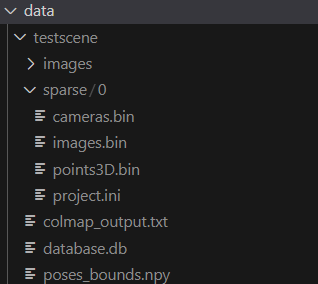 data
testscene
images
sparse / 0
cameras.bin
images.bin
points3D.bin
project.ini
colmap_output.txt
database.db
poses_bounds.npy